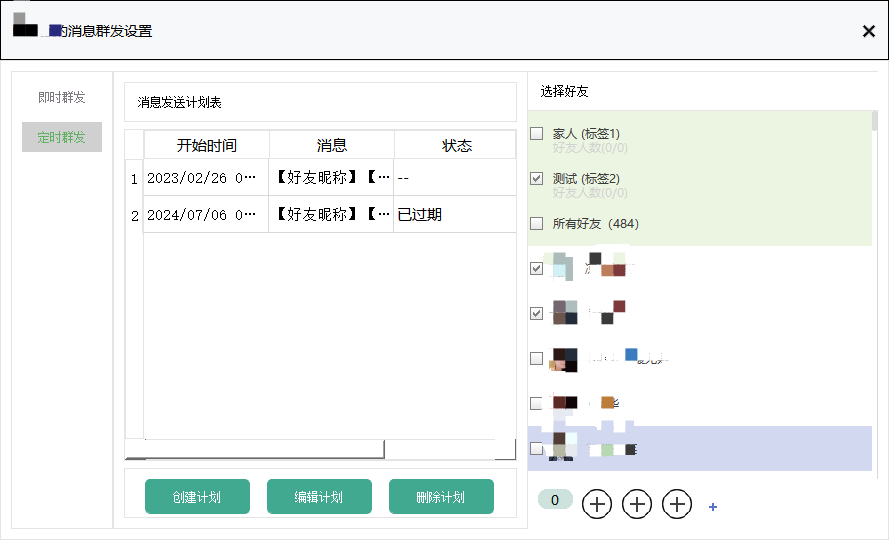 的消息群发设置
即时群发
定时群发
消息发送计划表
开始时间 消息 状态
1 2023/02/26 0… 【好友昵称】【… --
2 2024/07/06 0… 【好友昵称】【… 已过期
创建计划 编辑计划 删除计划
选择好友
家人 (标签1)
好友人数(0/0)
测试 (标签2)
好友人数(0/0)
所有好友（484）
0